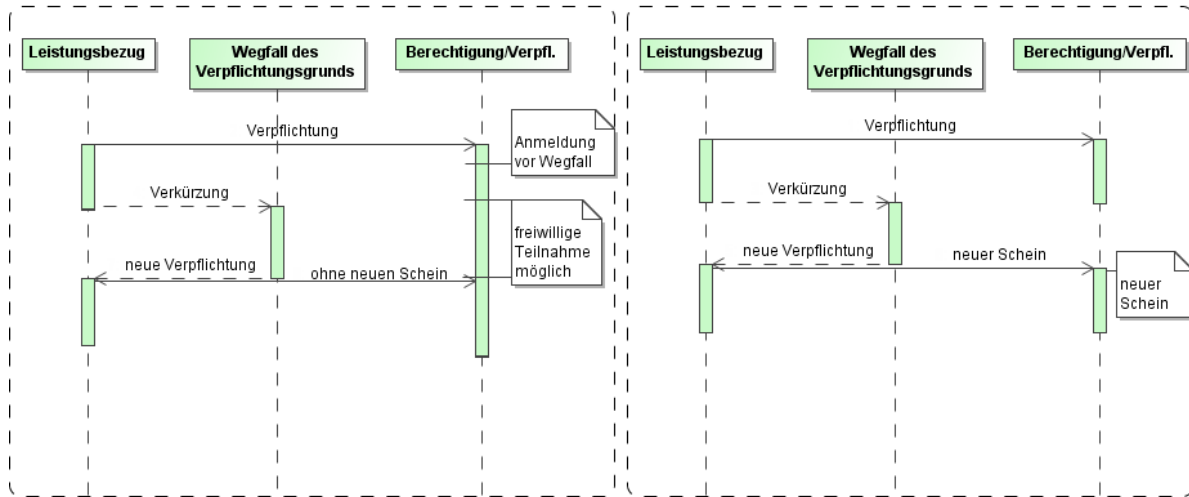 Leistungsbezug
Wegfall des
Verpflichtungsgrunds
Berechtigung/Verpfl.
Verpflichtung
Anmeldung
vor Wegfall
Verkürzung
freiwillige
Teilnahme
möglich
neue Verpflichtung
ohne neuen Schein
Leistungsbezug
Wegfall des
Verpflichtungsgrunds
Berechtigung/Verpfl.
Verpflichtung
Verkürzung
neue Verpflichtung
neuer Schein
neuer
Schein